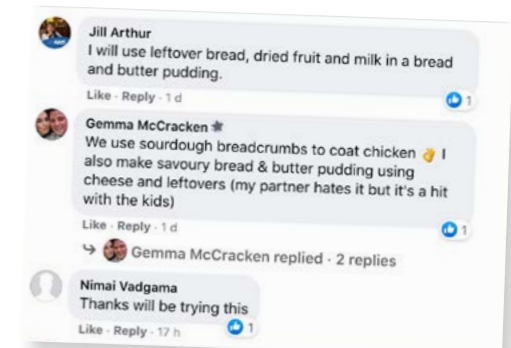 Jill Arthur
I will use leftover bread, dried fruit and milk in a bread
and butter pudding.
Like · Reply · 1 d
1
Gemma McCracken
We use sourdough breadcrumbs to coat chicken 👌 I
also make savoury bread & butter pudding using
cheese and leftovers (my partner hates it but it's a hit
with the kids)
Like · Reply · 1 d
1
Gemma McCracken replied · 2 replies
Nimai Vadgama
Thanks will be trying this
Like · Reply · 17 h
1